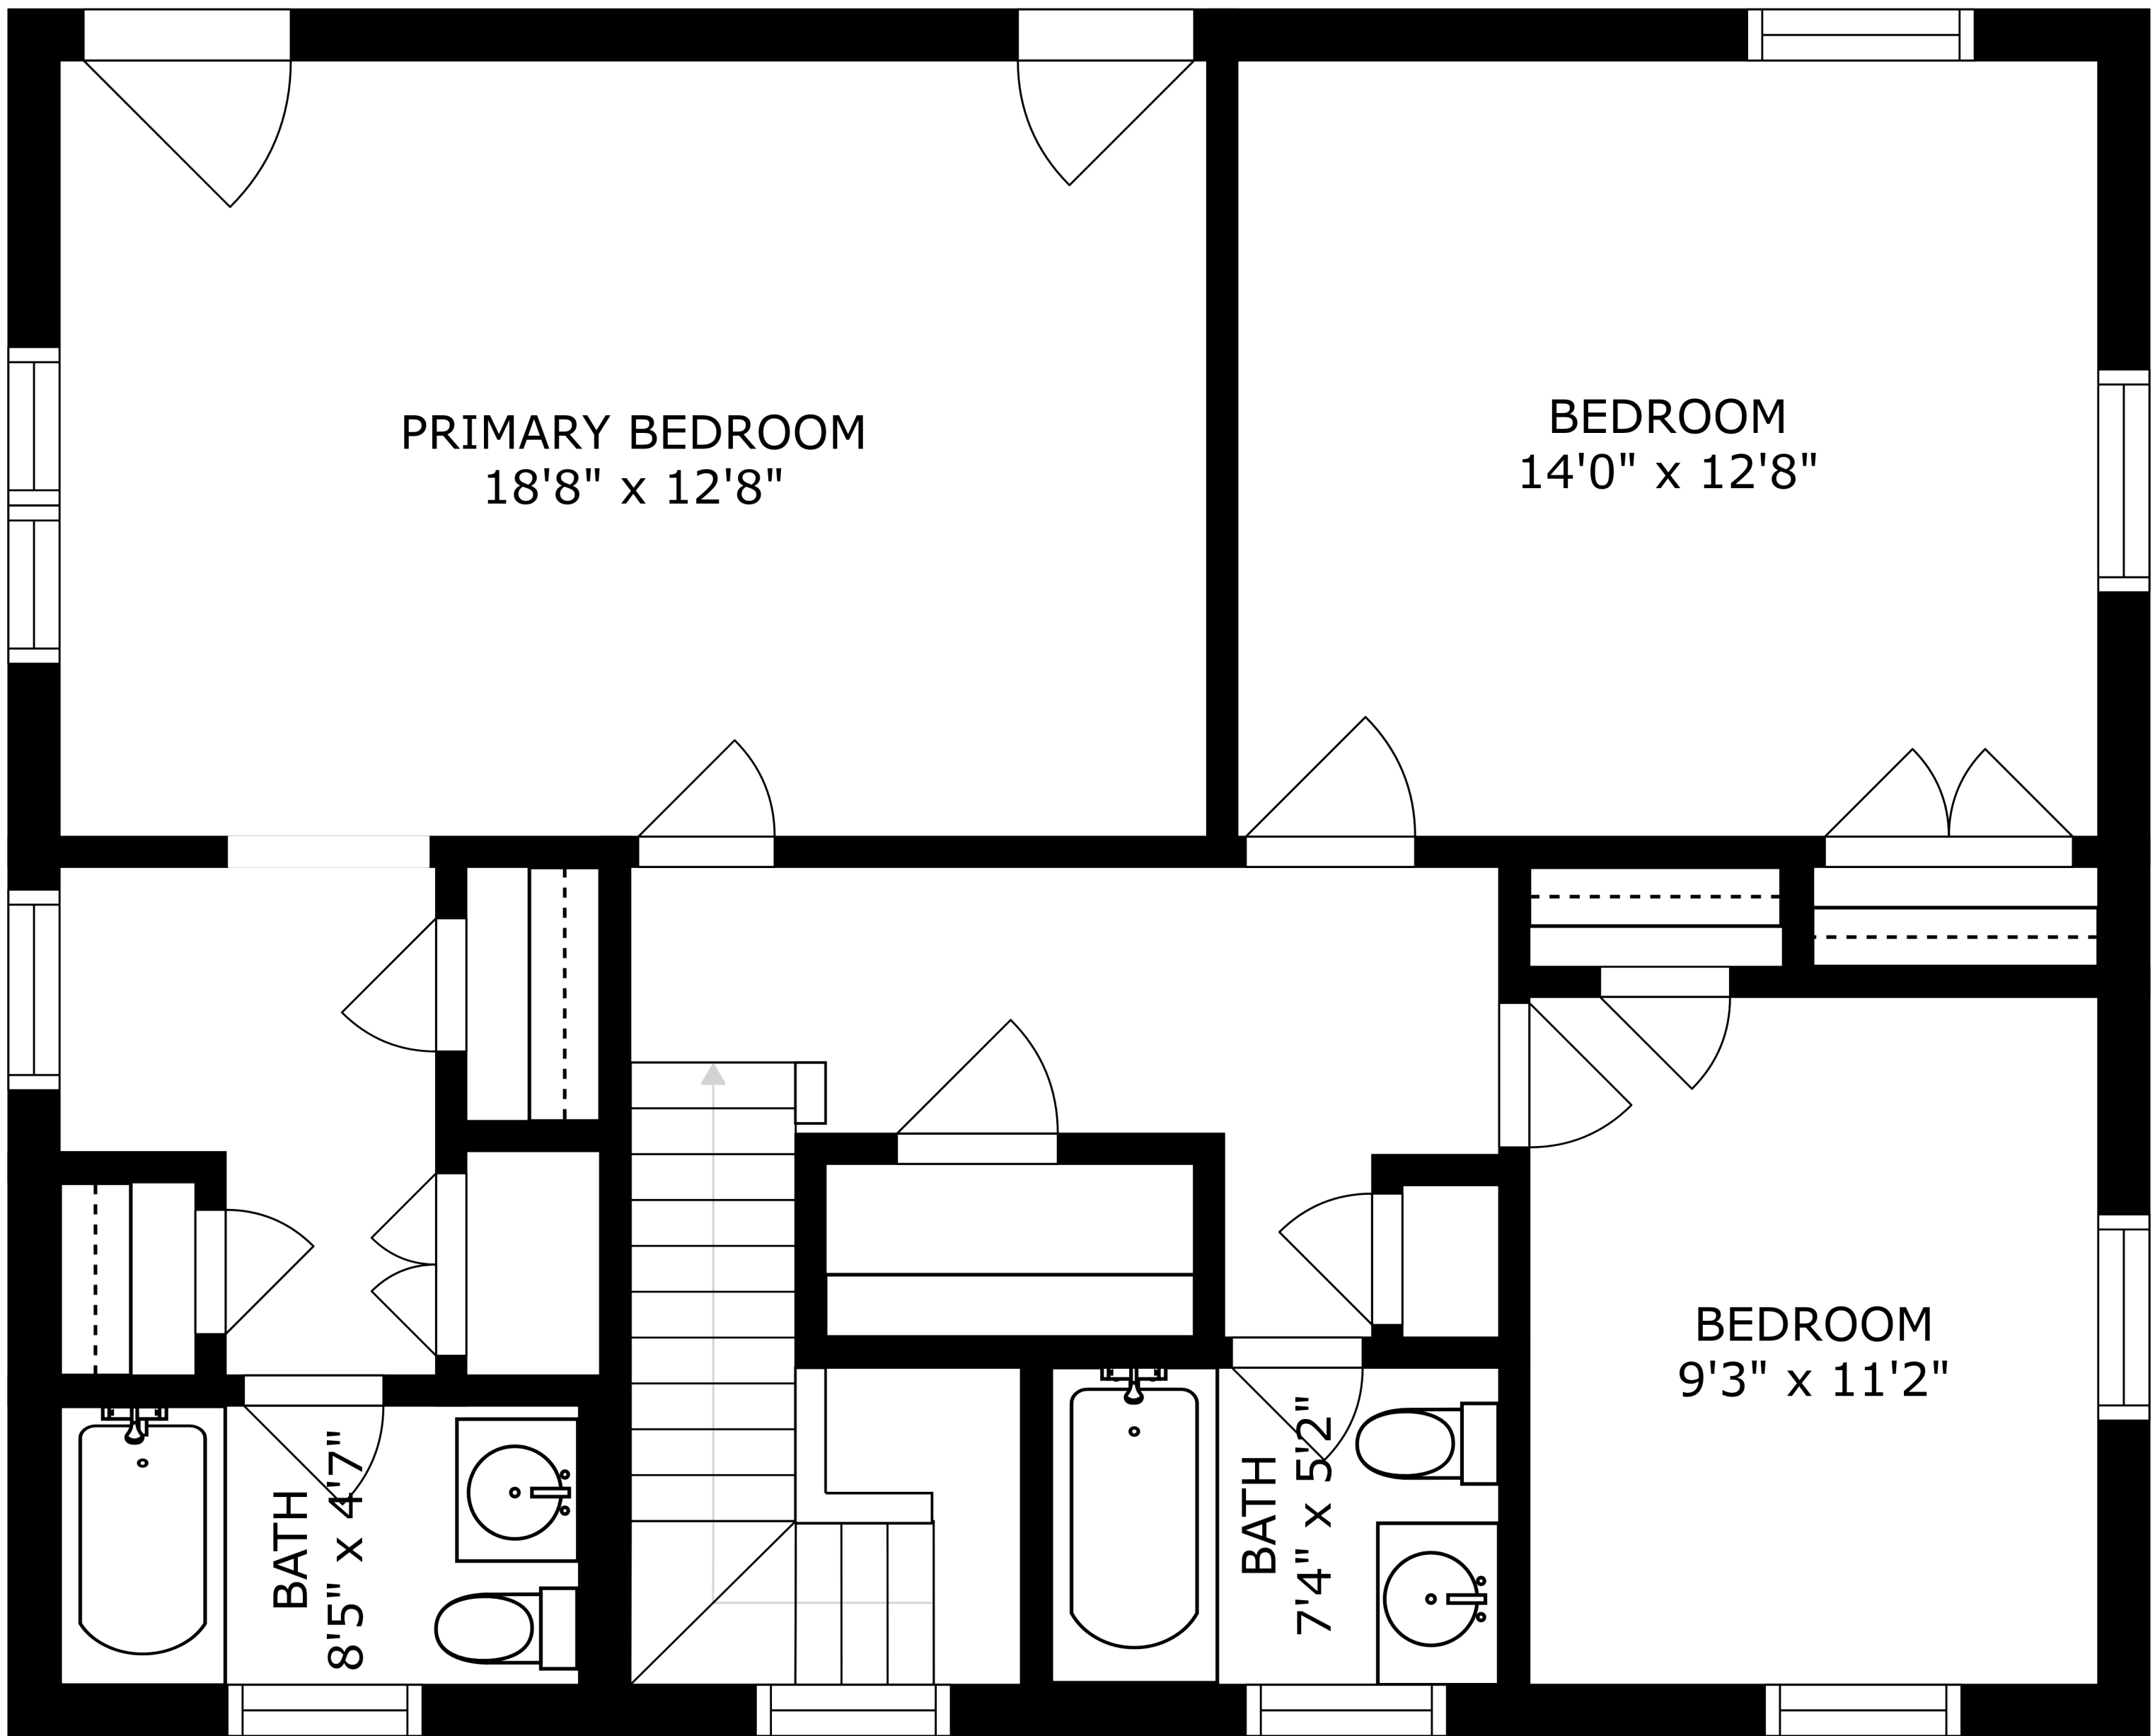 PRIMARY BEDROOM
18'8" x 12'8"
BEDROOM
14'0" x 12'8"
BEDROOM
9'3" x 11'2"
BATH
8'5" x 4'7"
BATH
7'4" x 5'2"